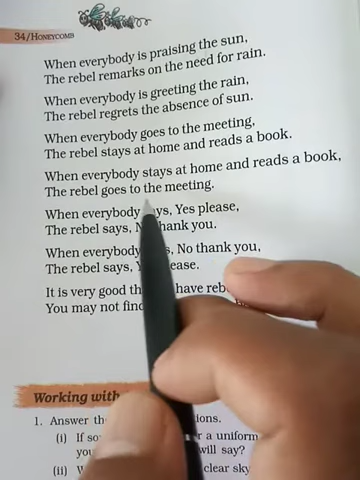 34/HONEYCOMB
When everybody is praising the sun,
The rebel remarks on the need for rain.
When everybody is greeting the rain,
The rebel regrets the absence of sun.
When everybody goes to the meeting,
The rebel stays at home and reads a book.
When everybody stays at home and reads a book,
The rebel goes to the meeting.
When everybody says, Yes please,
The rebel says, No thank you.
When everybody says, No thank you,
The rebel says, Yes please.
It is very good that we have reb
You may not find
Working with
1. Answer the
ions.
(i) If so
r a uniform
you
will say?
(ii)
clear sky